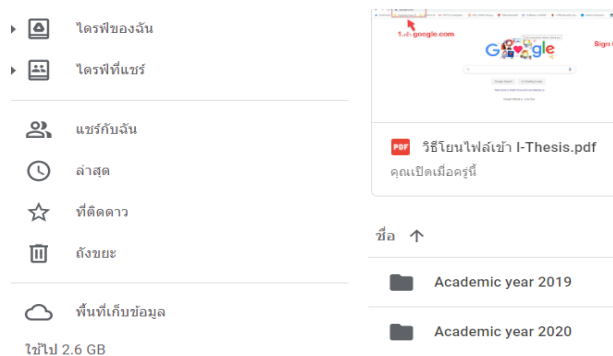 ไดรฟ์ของฉัน
ไดรฟ์ที่แชร์
แชร์กับฉัน
ล่าสุด
ที่ติดดาว
ถังขยะ
พื้นที่เก็บข้อมูล
ใช้ไป 2.6 GB
google.com
Google
Sign i
PDF วิธีโยนไฟล์เข้า I-Thesis.pdf
คุณเปิดเมื่อครู่นี้
ชื่อ
Academic year 2019
Academic year 2020